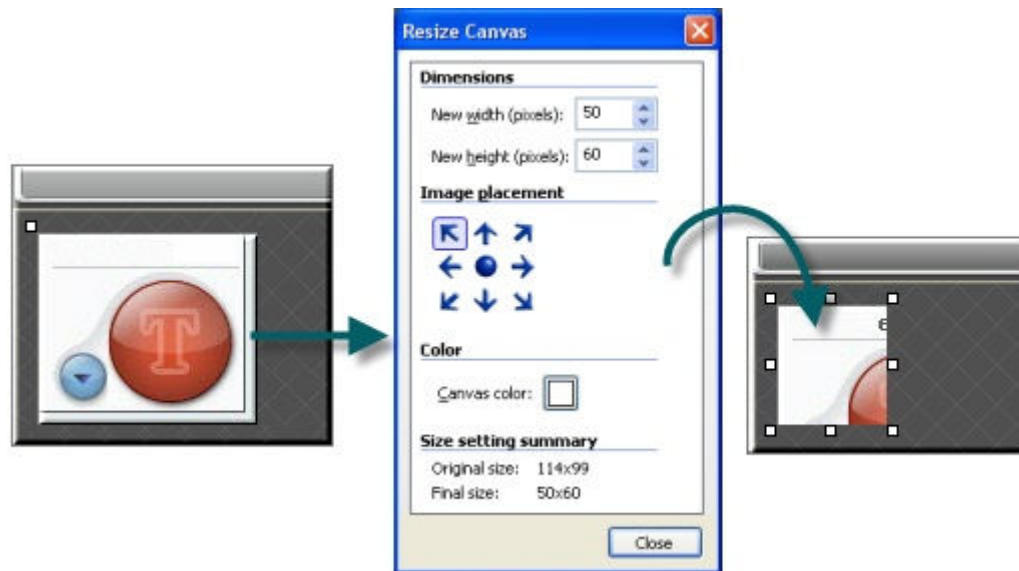 Resize Canvas
Dimensions
New width (pixels): 50
New height (pixels): 60
Image placement
Color
Canvas color:
Size setting summary
Original size: 114x99
Final size: 50x60
Close
T